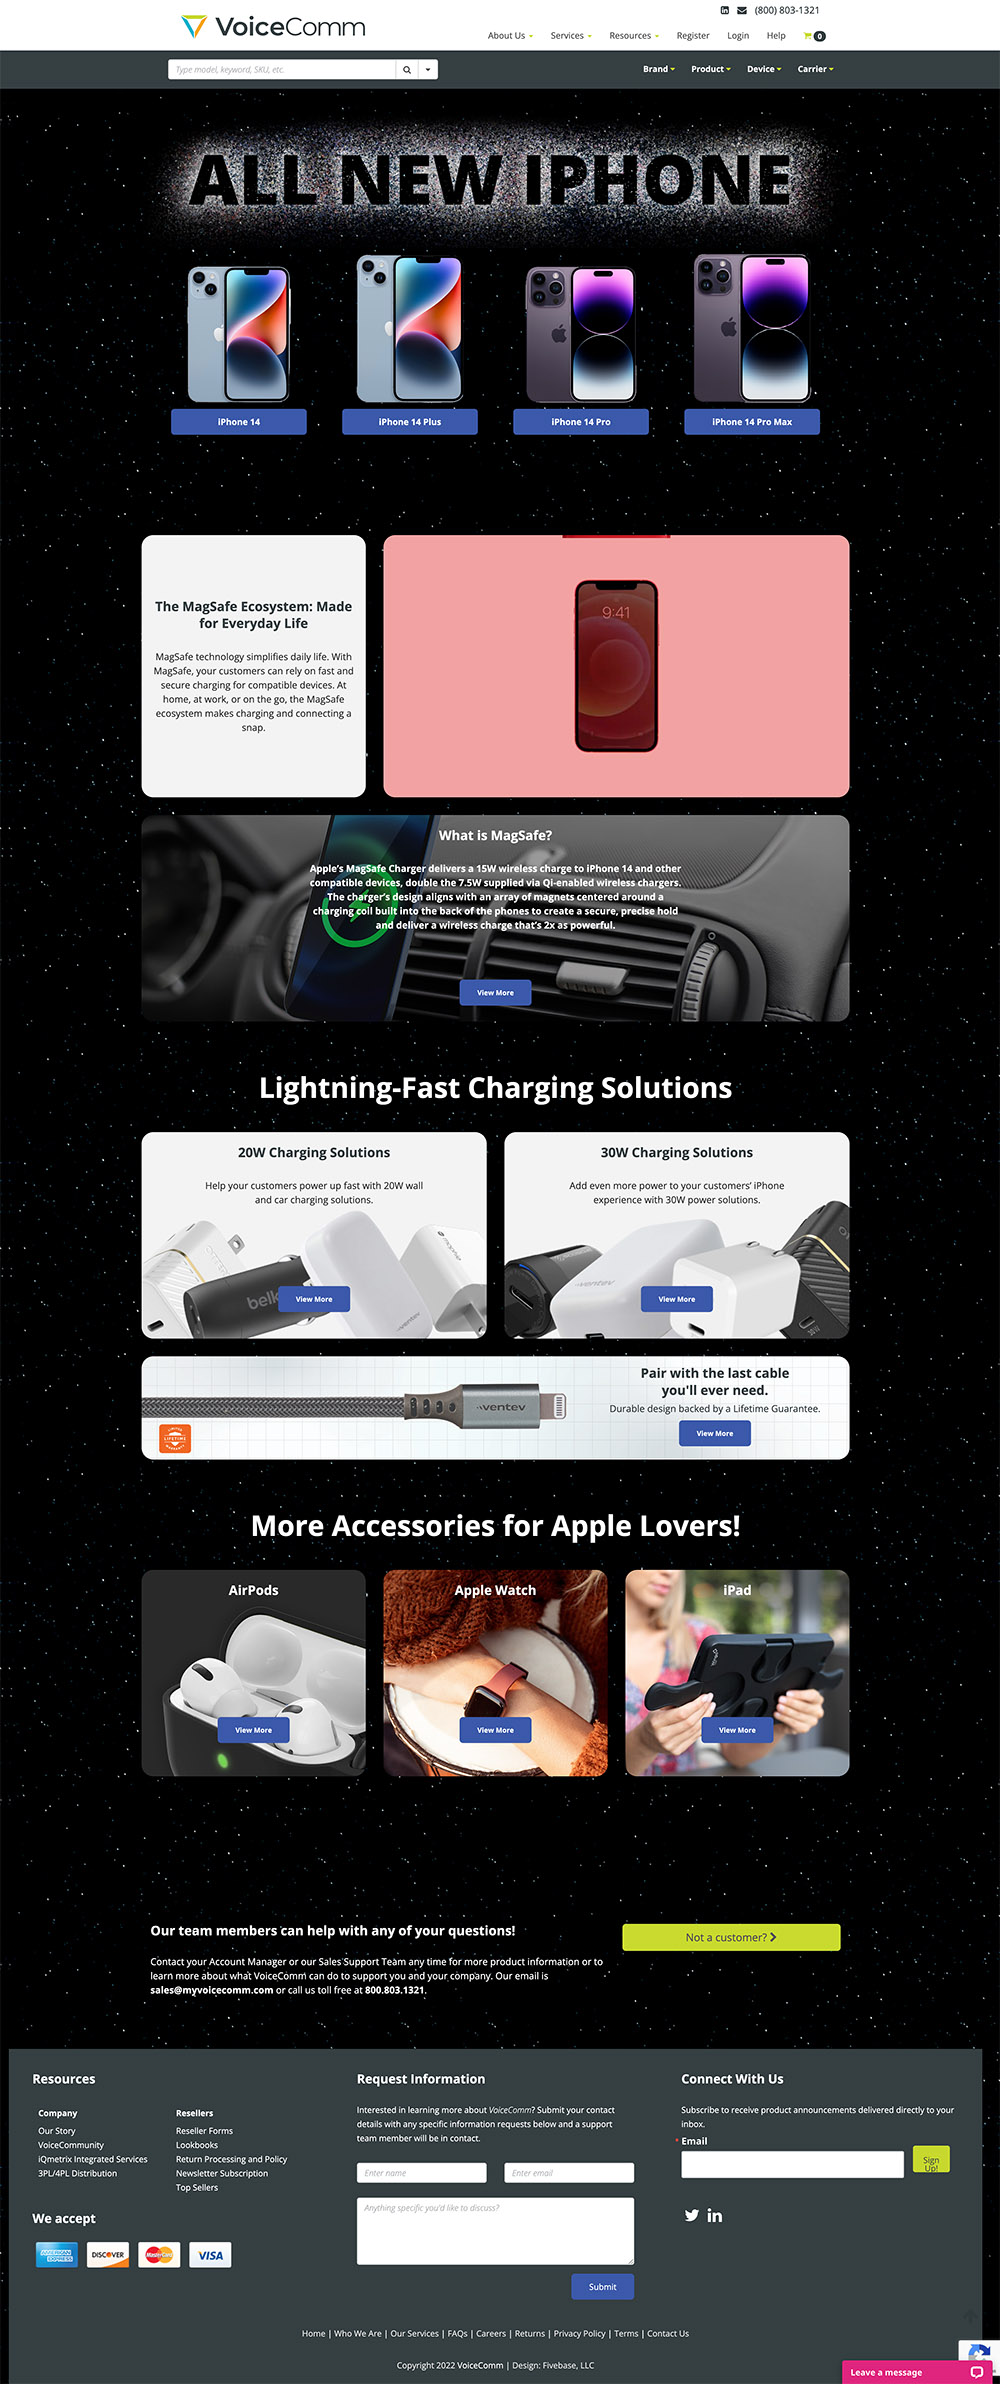 VoiceComm
(800) 803-1321
About Us
Services
Resources
Register
Login
Help
0
Type model, keyword, SKU, etc.
Brand
Product
Device
Carrier
ALL NEW IPHONE
iPhone 14
iPhone 14 Plus
iPhone 14 Pro
iPhone 14 Pro Max
The MagSafe Ecosystem: Made
for Everyday Life
MagSafe technology simplifies daily life. With
MagSafe, your customers can rely on fast and
secure charging for compatible devices. At
home, at work, or on the go, the MagSafe
ecosystem makes charging and connecting a
snap.
9:41
What is MagSafe?
Apple’s MagSafe Charger delivers a 15W wireless charge to iPhone 14 and other
compatible devices, double the 7.5W supplied via Qi-enabled wireless chargers.
The charger’s design aligns with an array of magnets centered around a
charging coil built into the back of the phones to create a secure, precise hold
and deliver a wireless charge that’s 2x as powerful.
View More
Lightning-Fast Charging Solutions
20W Charging Solutions
Help your customers power up fast with 20W wall
and car charging solutions.
mophie
belk
ventev
View More
30W Charging Solutions
Add even more power to your customers’ iPhone
experience with 30W power solutions.
ventev
30W
View More
ventev
LIFETIME
WARRANTY
Pair with the last cable
you'll ever need.
Durable design backed by a Lifetime Guarantee.
View More
More Accessories for Apple Lovers!
AirPods
View More
Apple Watch
View More
iPad
View More
Our team members can help with any of your questions!
Contact your Account Manager or our Sales Support Team any time for more product information or to
learn more about what VoiceComm can do to support you and your company. Our email is
sales@myvoicecomm.com or call us toll free at 800.803.1321.
Not a customer?
Resources
Company
Our Story
VoiceCommunity
iQmetrix Integrated Services
3PL/4PL Distribution
Resellers
Reseller Forms
Lookbooks
Return Processing and Policy
Newsletter Subscription
Top Sellers
We accept
AMERICAN
EXPRESS
DISCOVER
MasterCard
VISA
Request Information
Interested in learning more about VoiceComm? Submit your contact
details with any specific information requests below and a support
team member will be in contact.
Enter name
Enter email
Anything specific you'd like to discuss?
Submit
Connect With Us
Subscribe to receive product announcements delivered directly to your
inbox.
* Email
Sign
Up!
Home | Who We Are | Our Services | FAQs | Careers | Returns | Privacy Policy | Terms | Contact Us
Copyright 2022 VoiceComm | Design: Fivebase, LLC
Leave a message